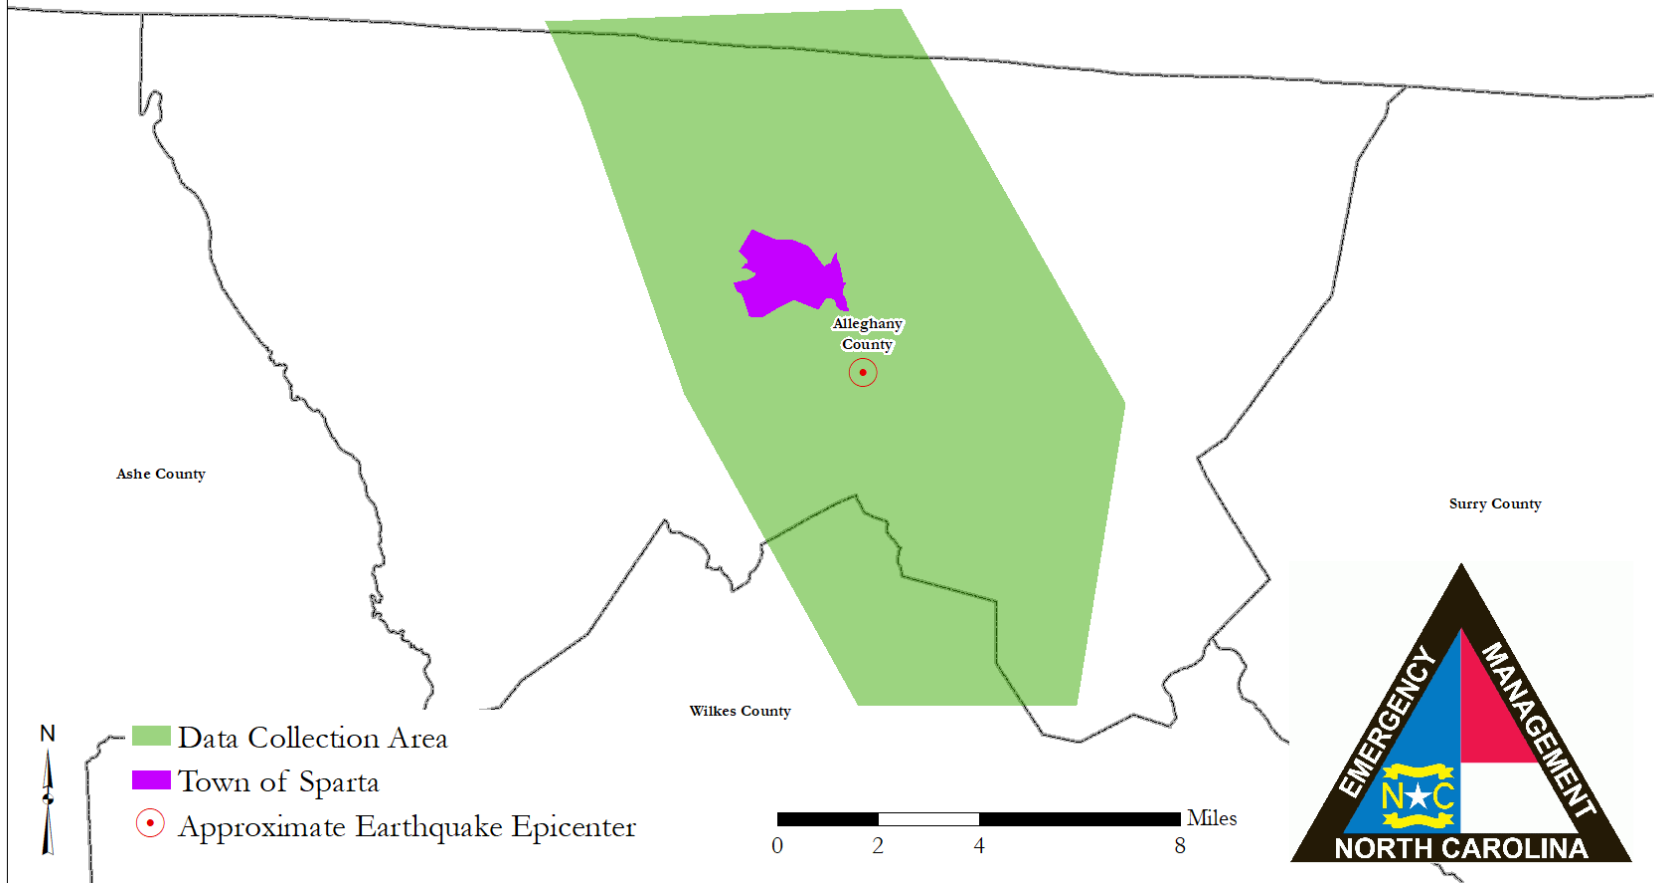 Alleghany
County
Ashe County
Surry County
Wilkes County
N
Data Collection Area
Town of Sparta
Approximate Earthquake Epicenter
Miles
0 2 4 8
EMERGENCY
MANAGEMENT
N C
NORTH CAROLINA